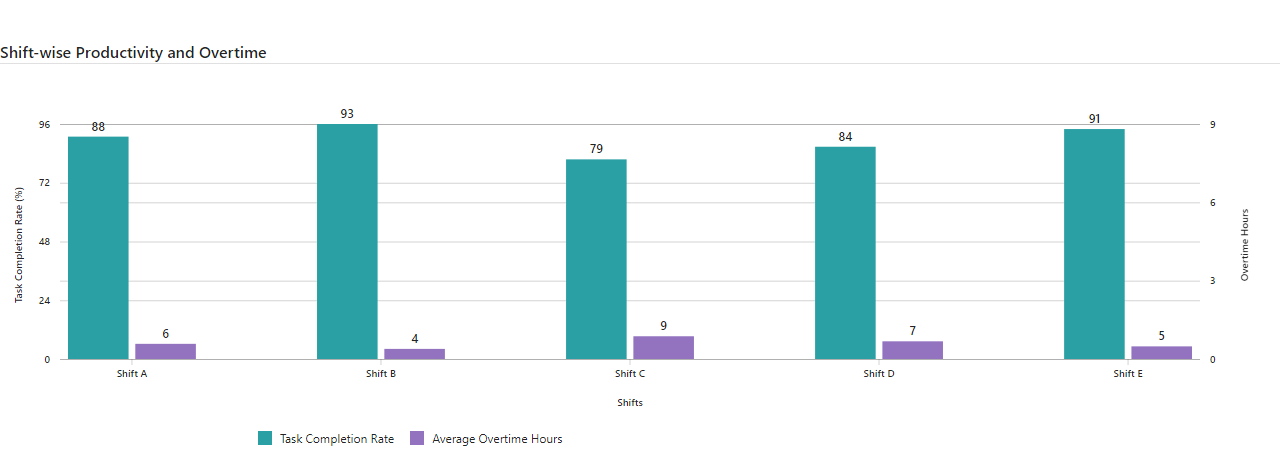 Shift-wise Productivity and Overtime
96
72
48
24
0
Task Completion Rate (%)
88
93
79
84
91
6
4
9
7
5
9
6
3
0
Overtime Hours
Shift A
Shift B
Shift C
Shift D
Shift E
Shifts
Task Completion Rate
Average Overtime Hours